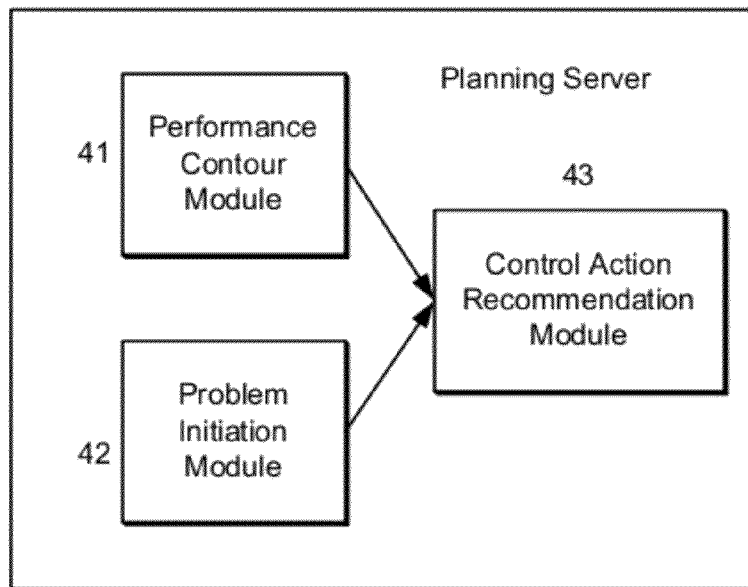 Planning Server
41
Performance
Contour
Module
43
Control Action
Recommendation
Module
42
Problem
Initiation
Module